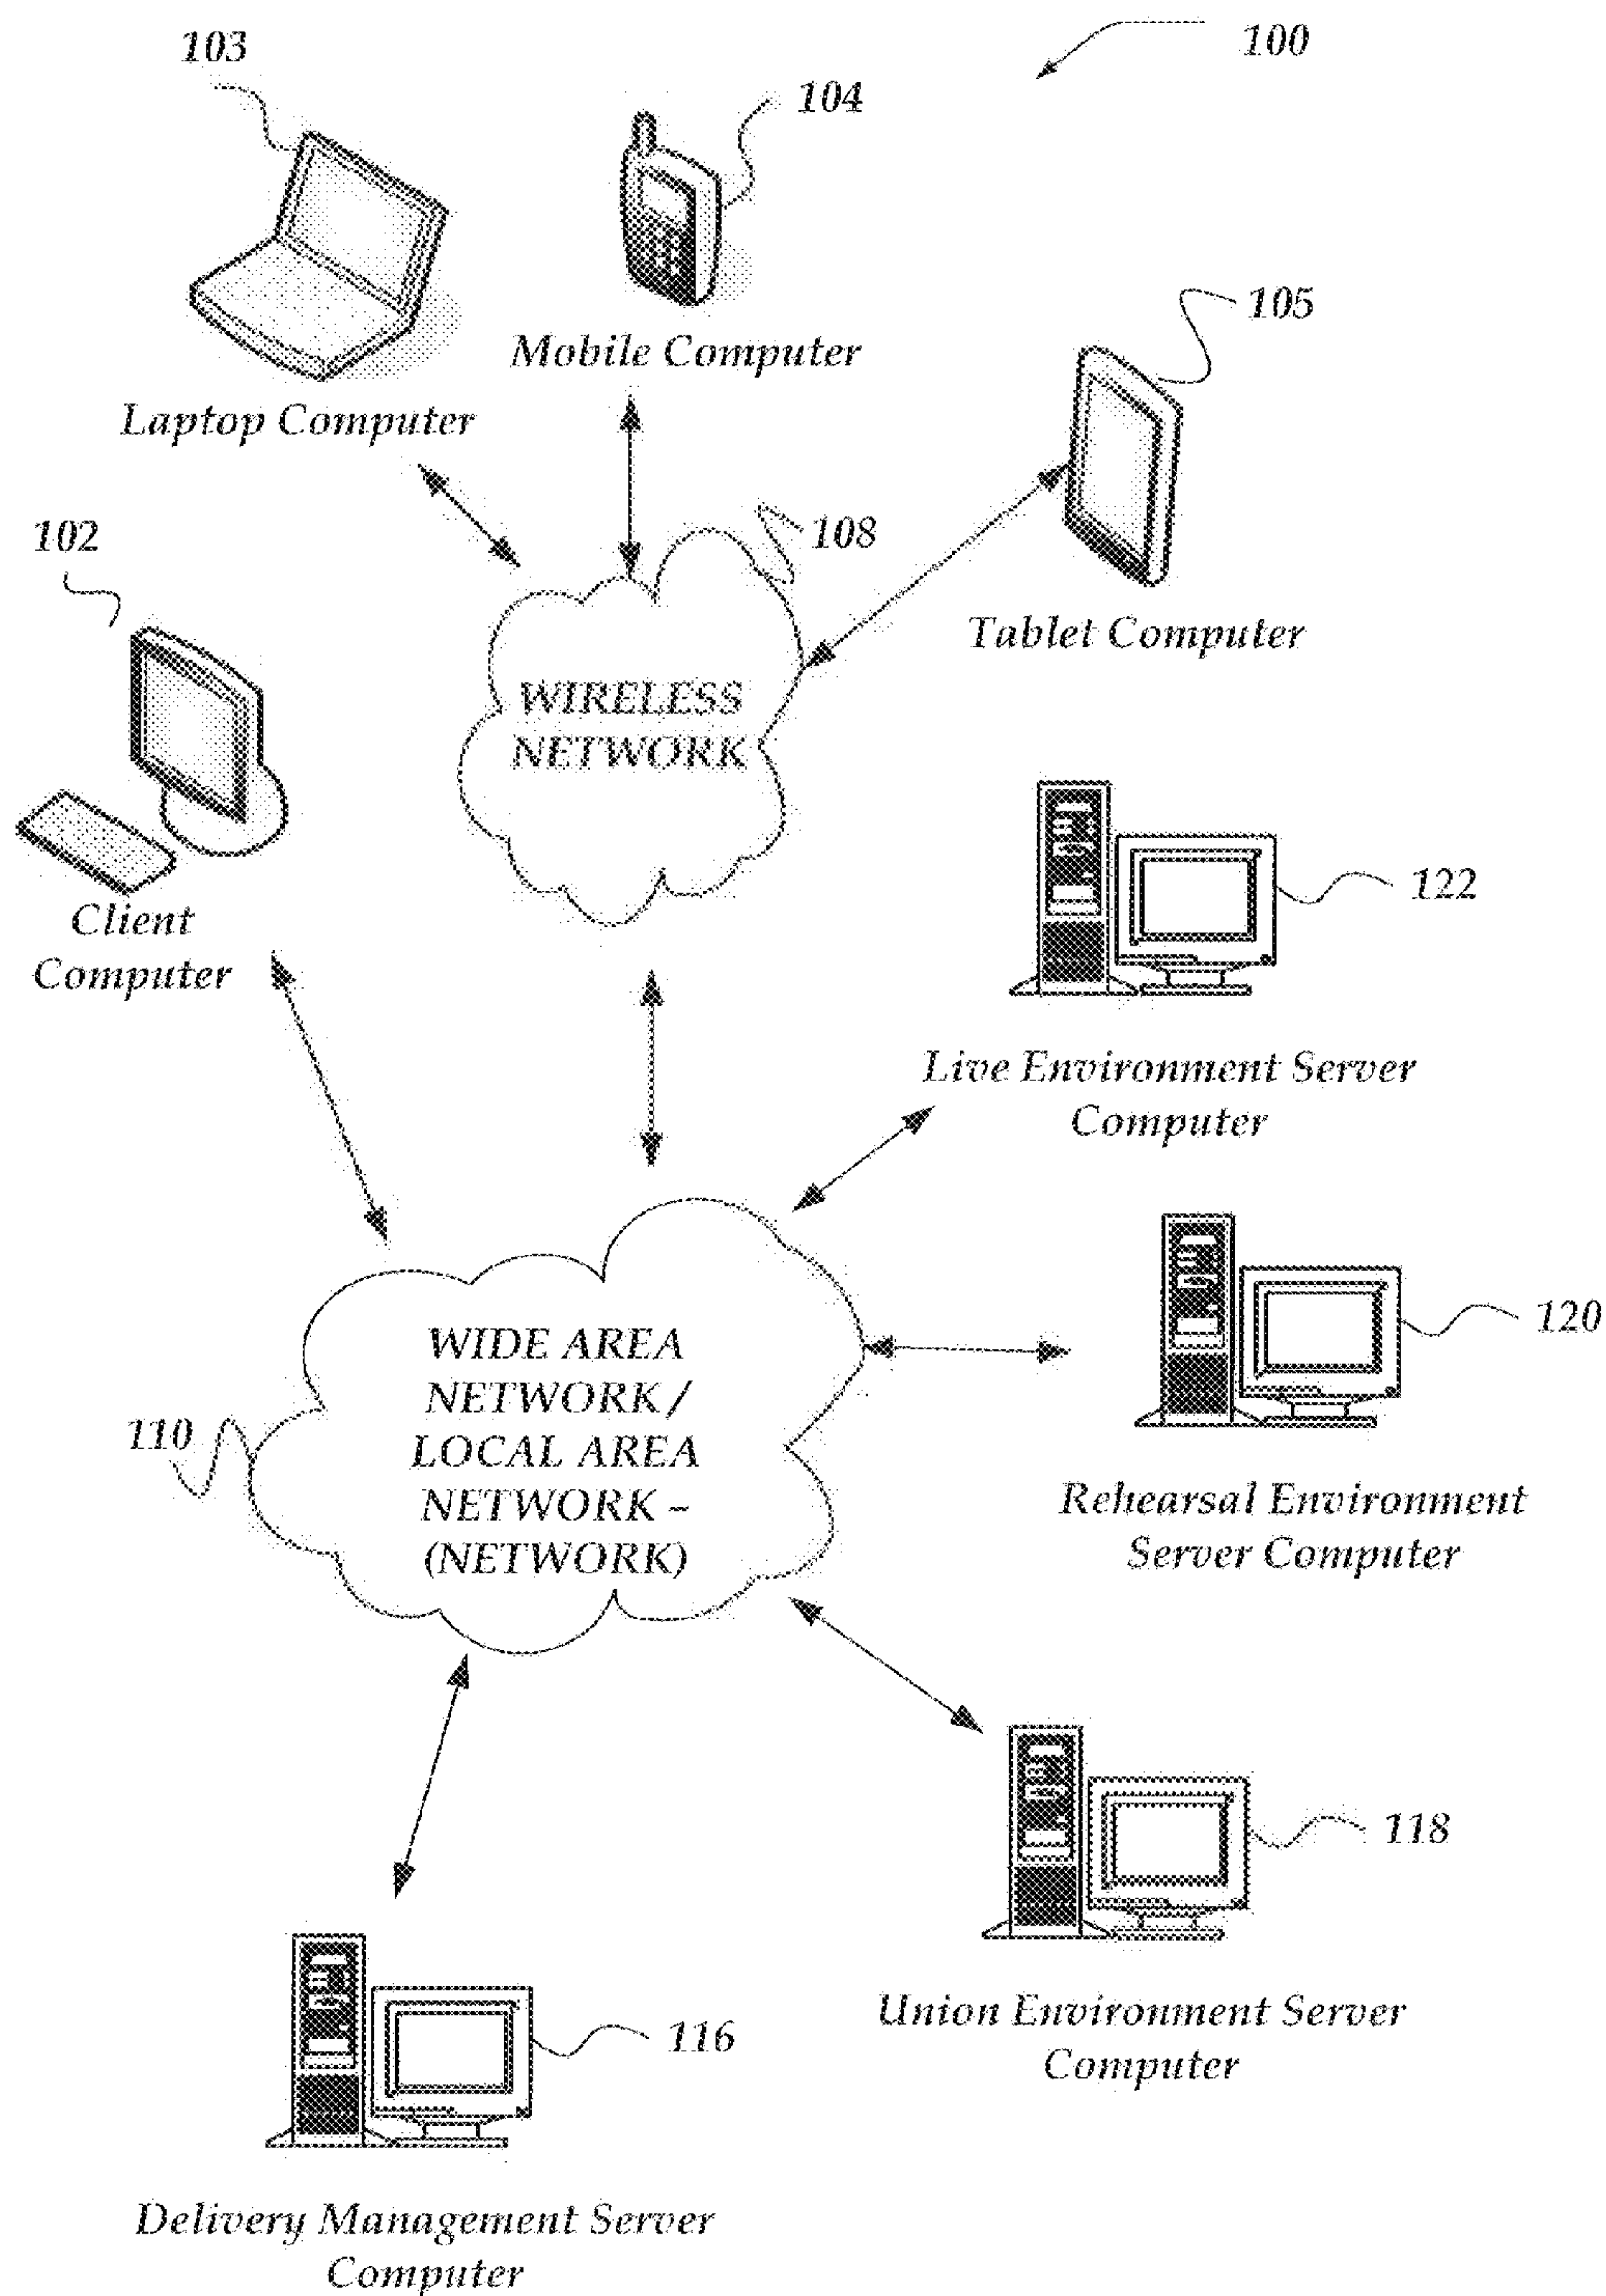 100
103
104
Mobile Computer
105
Laptop Computer
102
108
Tablet Computer
WIRELESS
NETWORK
122
Client
Computer
Live Environment Server
Computer
120
WIDE AREA
NETWORK /
LOCAL AREA
NETWORK –
(NETWORK)
110
Rehearsal Environment
Server Computer
118
Union Environment Server
Computer
116
Delivery Management Server
Computer